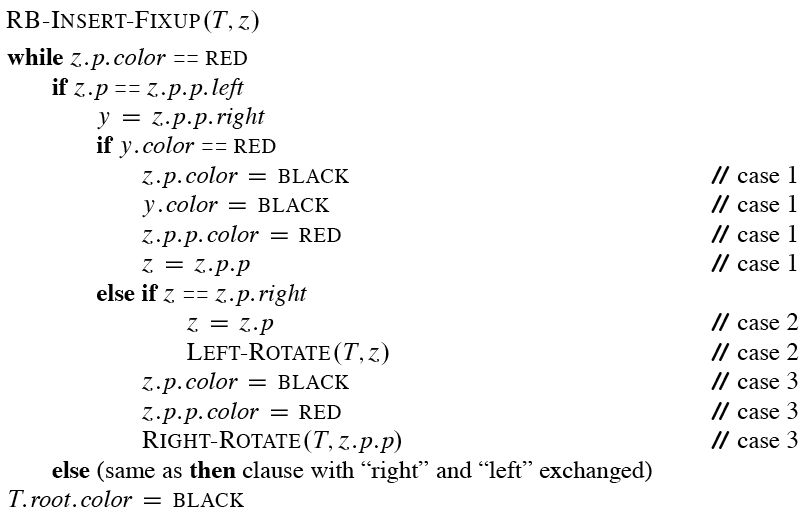 RB-INSERT-FIXUP(T, z)
while z.p.color == RED
if z.p == z.p.p.left
y = z.p.p.right
if y.color == RED
z.p.color = BLACK // case 1
y.color = BLACK // case 1
z.p.p.color = RED // case 1
z = z.p.p // case 1
else if z == z.p.right
z = z.p // case 2
LEFT-ROTATE(T, z) // case 2
z.p.color = BLACK // case 3
z.p.p.color = RED // case 3
RIGHT-ROTATE(T, z.p.p) // case 3
else (same as then clause with “right” and “left” exchanged)
T.root.color = BLACK